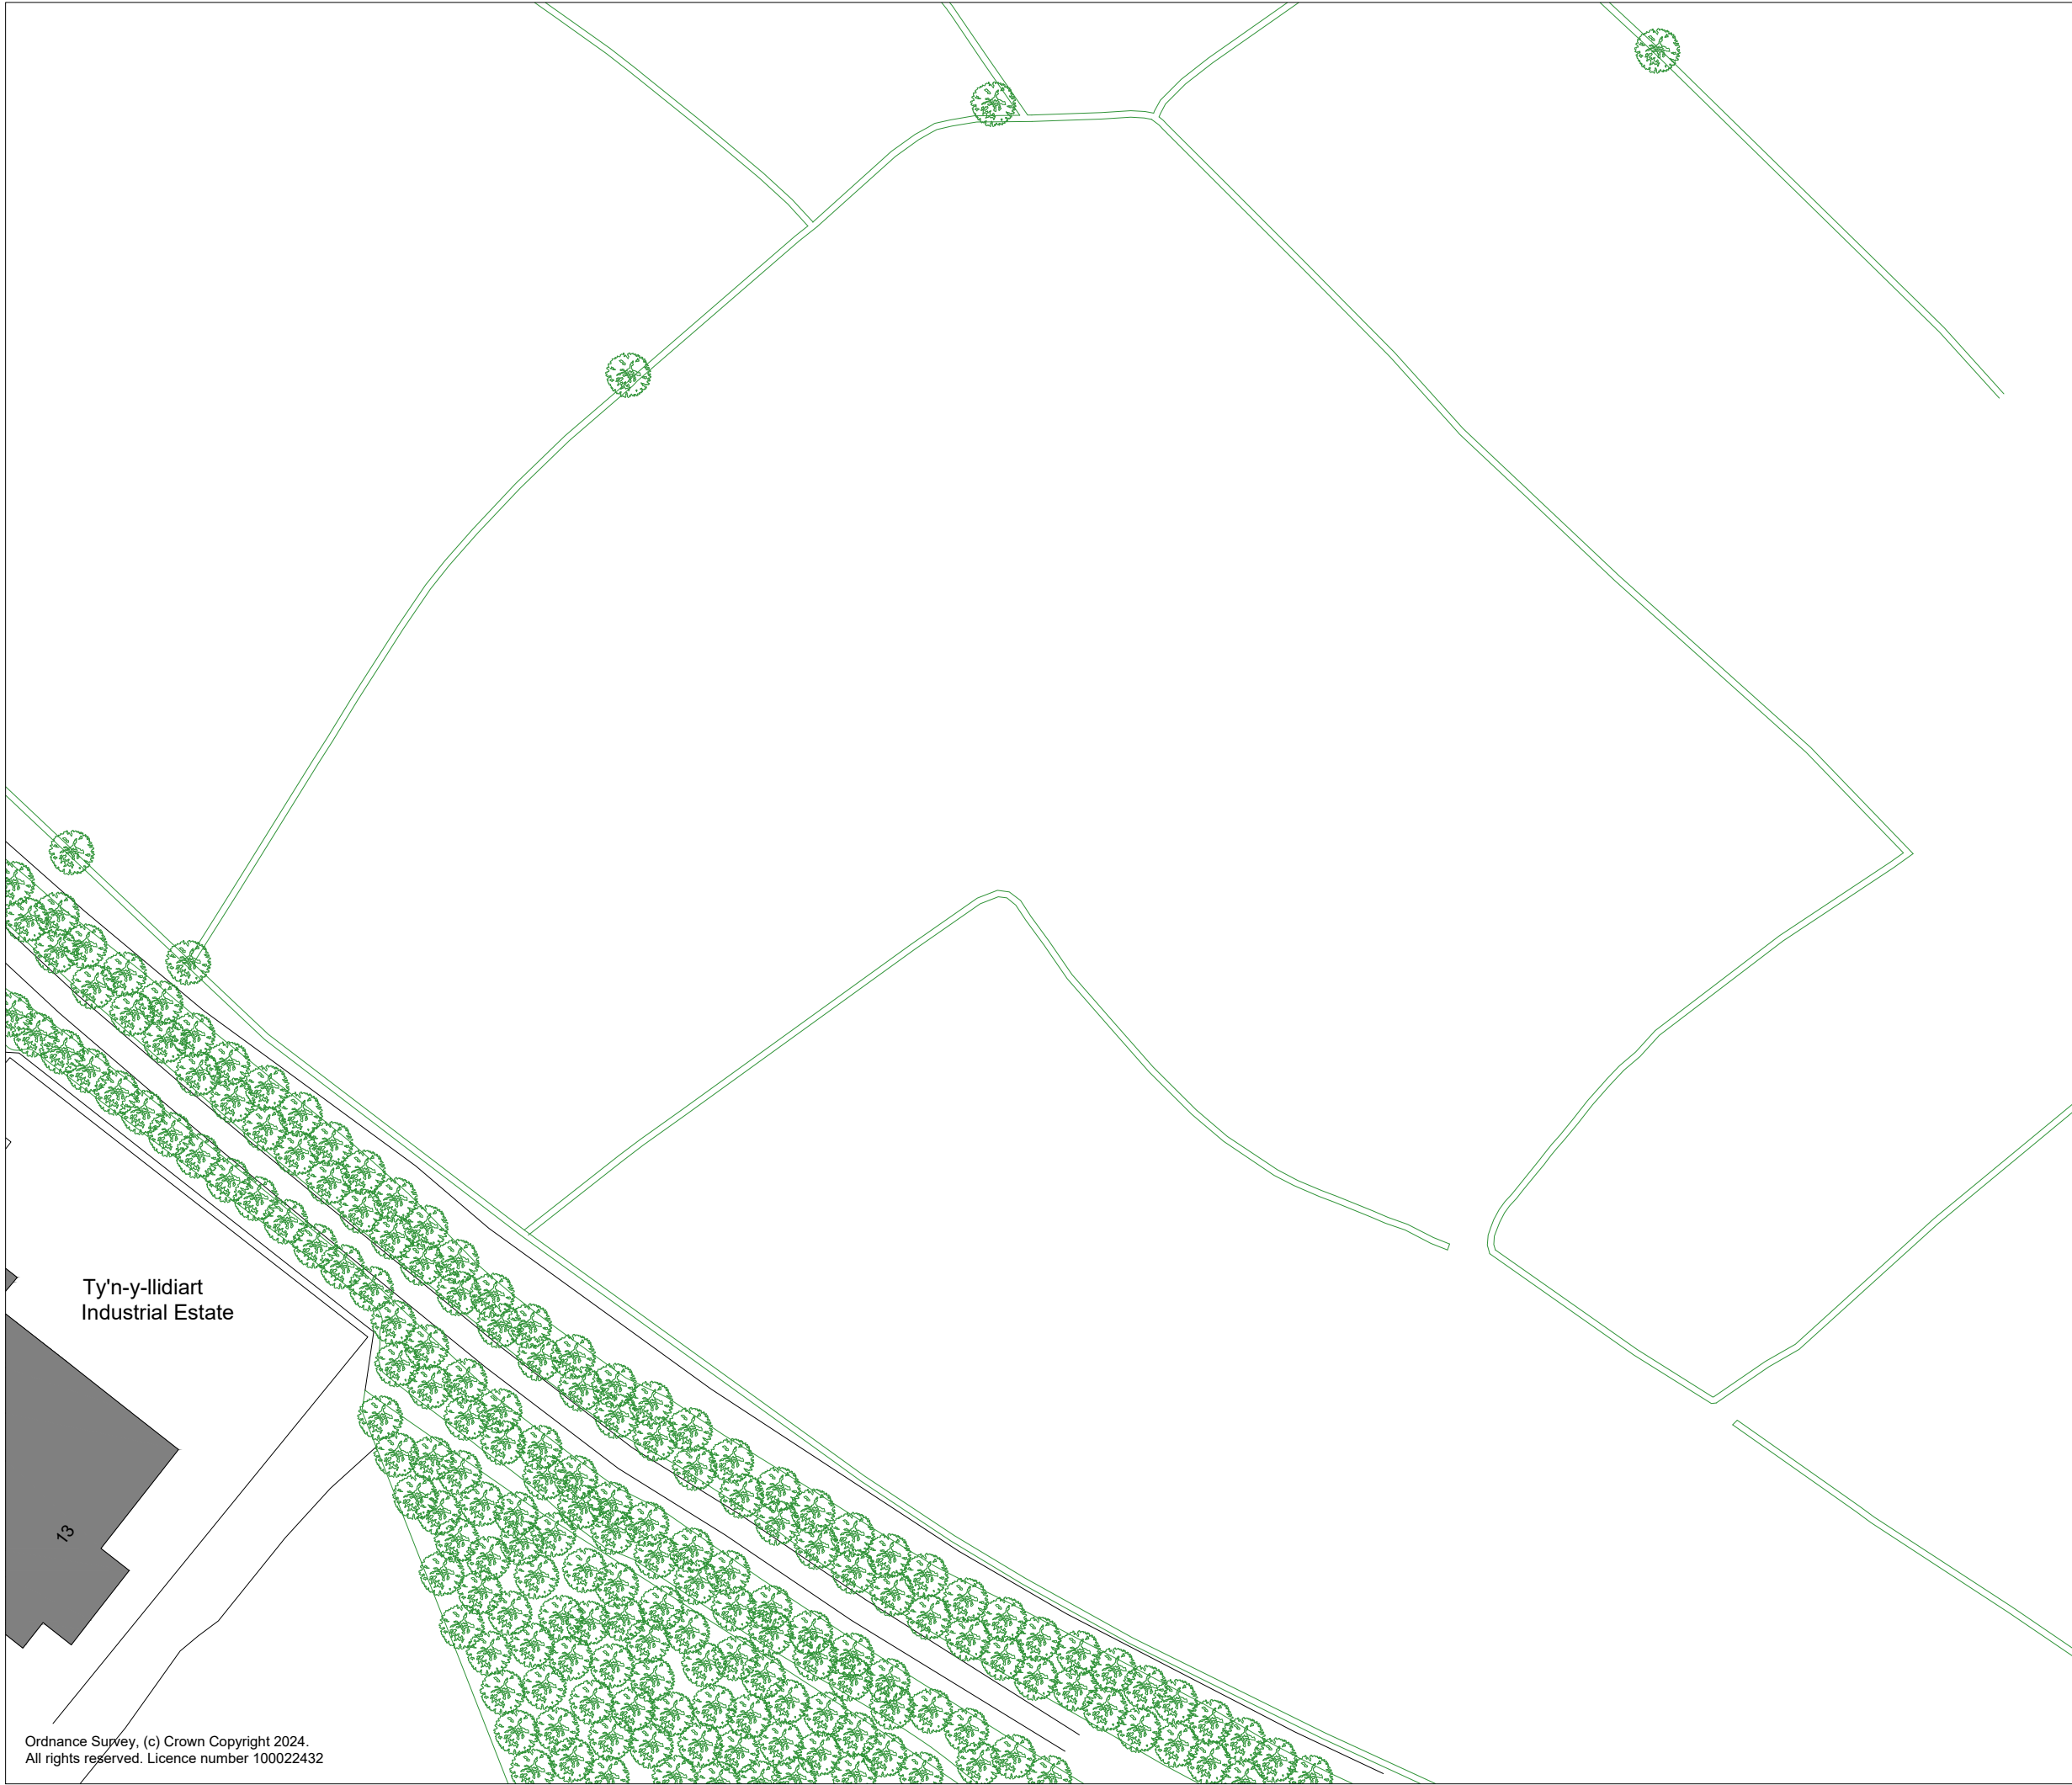 Ty'n-y-llidiart
Industrial Estate
13
Ordnance Survey, (c) Crown Copyright 2024.
All rights reserved. Licence number 100022432